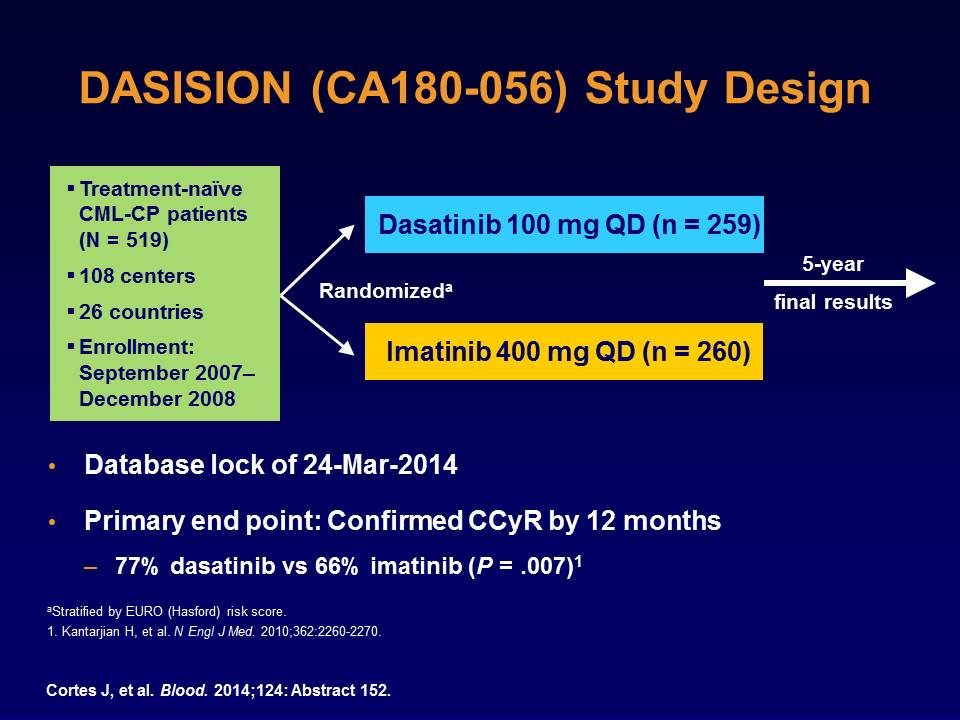 DASISION (CA180-056) Study Design
▪ Treatment-naïve
CML-CP patients
(N = 519)
▪ 108 centers
▪ 26 countries
▪ Enrollment:
September 2007–
December 2008
Randomizedᵃ
Dasatinib 100 mg QD (n = 259)
Imatinib 400 mg QD (n = 260)
5-year
final results
• Database lock of 24-Mar-2014
• Primary end point: Confirmed CCyR by 12 months
– 77% dasatinib vs 66% imatinib (P = .007)¹
ᵃStratified by EURO (Hasford) risk score.
1. Kantarjian H, et al. N Engl J Med. 2010;362:2260-2270.
Cortes J, et al. Blood. 2014;124: Abstract 152.